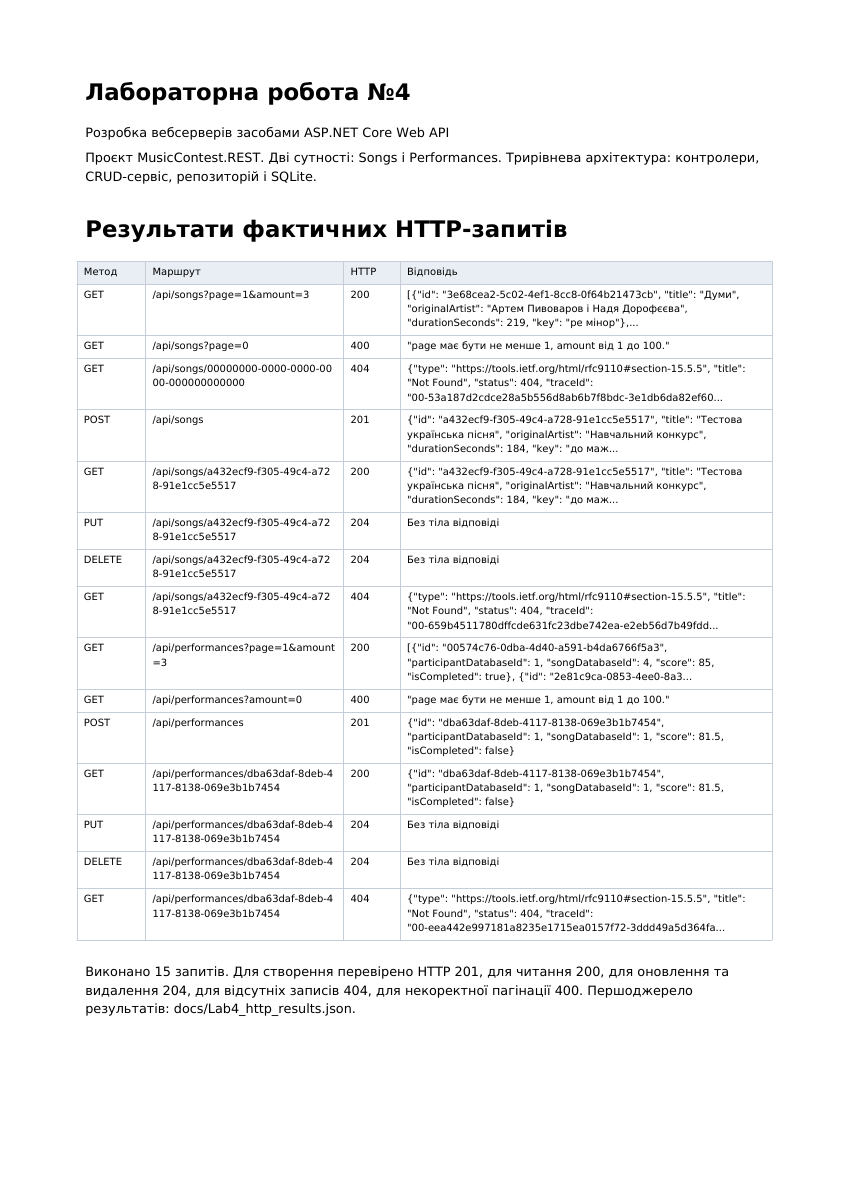 Лабораторна робота №4
Розробка вебсерверів засобами ASP.NET Core Web API
Проєкт MusicContest.REST. Дві сутності: Songs і Performances. Трирівнева архітектура: контролери,
CRUD-сервіс, репозиторій і SQLite.
Результати фактичних HTTP-запитів
Метод Маршрут HTTP Відповідь
GET /api/songs?page=1&amount=3 200 [{"id": "3e68cea2-5c02-4ef1-8cc8-0f64b21473cb", "title": "Думи",
"originalArtist": "Артем Пивоваров і Надя Дорофєєва",
"durationSeconds": 219, "key": "ре мінор"},...
GET /api/songs?page=0 400 "page має бути не менше 1, amount від 1 до 100."
GET /api/songs/00000000-0000-0000-00 404 {"type": "https://tools.ietf.org/html/rfc9110#section-15.5.5", "title":
00-000000000000 "Not Found", "status": 404, "traceId":
"00-53a187d2cdce28a5b556d8ab6b7f8bdc-3e1db6da82ef60...
POST /api/songs 201 {"id": "a432ecf9-f305-49c4-a728-91e1cc5e5517", "title": "Тестова
українська пісня", "originalArtist": "Навчальний конкурс",
"durationSeconds": 184, "key": "до маж...
GET /api/songs/a432ecf9-f305-49c4-a72 200 {"id": "a432ecf9-f305-49c4-a728-91e1cc5e5517", "title": "Тестова
8-91e1cc5e5517 українська пісня", "originalArtist": "Навчальний конкурс",
"durationSeconds": 184, "key": "до маж...
PUT /api/songs/a432ecf9-f305-49c4-a72 204 Без тіла відповіді
8-91e1cc5e5517
DELETE /api/songs/a432ecf9-f305-49c4-a72 204 Без тіла відповіді
8-91e1cc5e5517
GET /api/songs/a432ecf9-f305-49c4-a72 404 {"type": "https://tools.ietf.org/html/rfc9110#section-15.5.5", "title":
8-91e1cc5e5517 "Not Found", "status": 404, "traceId":
"00-659b4511780dffcde631fc23dbe742ea-e2eb56d7b49fdd...
GET /api/performances?page=1&amount 200 [{"id": "00574c76-0dba-4d40-a591-b4da6766f5a3",
=3 "participantDatabaseId": 1, "songDatabaseId": 4, "score": 85,
"isCompleted": true}, {"id": "2e81c9ca-0853-4ee0-8a3...
GET /api/performances?amount=0 400 "page має бути не менше 1, amount від 1 до 100."
POST /api/performances 201 {"id": "dba63daf-8deb-4117-8138-069e3b1b7454",
"participantDatabaseId": 1, "songDatabaseId": 1, "score": 81.5,
"isCompleted": false}
GET /api/performances/dba63daf-8deb-4 200 {"id": "dba63daf-8deb-4117-8138-069e3b1b7454",
117-8138-069e3b1b7454 "participantDatabaseId": 1, "songDatabaseId": 1, "score": 81.5,
"isCompleted": false}
PUT /api/performances/dba63daf-8deb-4 204 Без тіла відповіді
117-8138-069e3b1b7454
DELETE /api/performances/dba63daf-8deb-4 204 Без тіла відповіді
117-8138-069e3b1b7454
GET /api/performances/dba63daf-8deb-4 404 {"type": "https://tools.ietf.org/html/rfc9110#section-15.5.5", "title":
117-8138-069e3b1b7454 "Not Found", "status": 404, "traceId":
"00-eea442e997181a8235e1715ea0157f72-3ddd49a5d364fa...
Виконано 15 запитів. Для створення перевірено HTTP 201, для читання 200, для оновлення та
видалення 204, для відсутніх записів 404, для некоректної пагінації 400. Першоджерело
результатів: docs/Lab4_http_results.json.